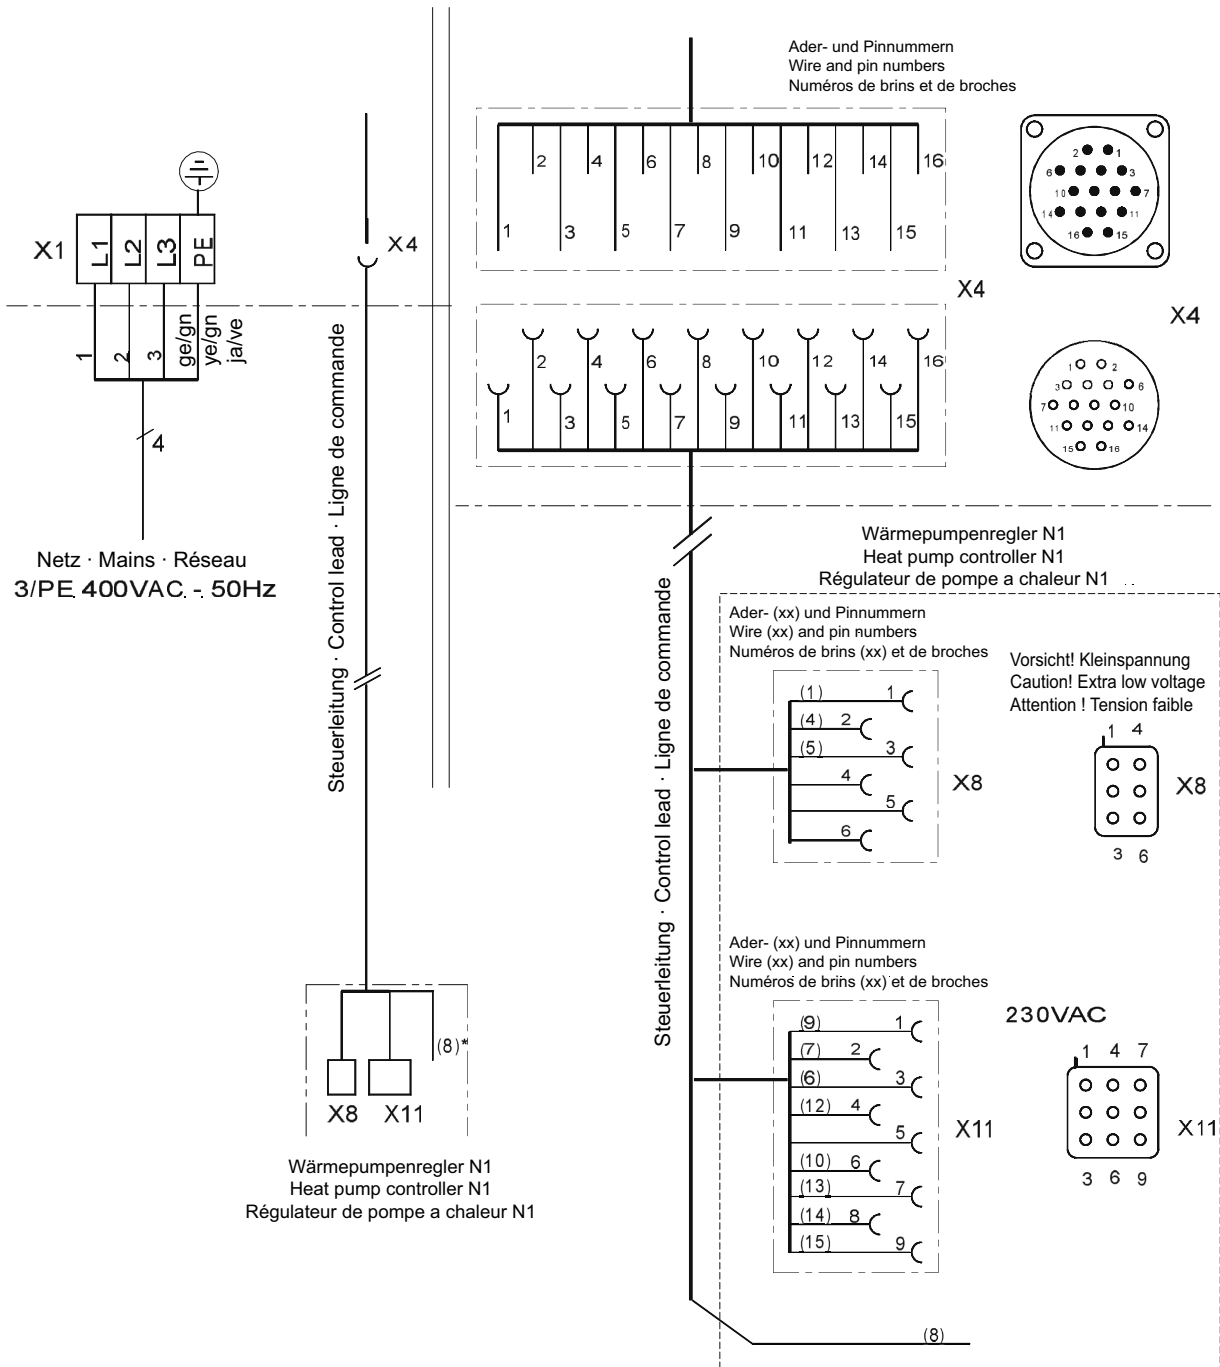 Ader- und Pinnummern
Wire and pin numbers
Numéros de brins et de broches
2 4 6 8 10 12 14 16
1 3 5 7 9 11 13 15
X4
2 1
6 3
10 7
14 11
16 15
X4
X1
L1 L2 L3 PE
1 2 3
ge/gn
ye/gn
ja/ve
4
Netz · Mains · Réseau
3/PE 400VAC - 50Hz
X4
Steuerleitung · Control lead · Ligne de commande
2 4 6 8 10 12 14 16
1 3 5 7 9 11 13 15
1 2
3 6
7 10
11 14
15 16
Wärmepumpenregler N1
Heat pump controller N1
Régulateur de pompe a chaleur N1
Steuerleitung · Control lead · Ligne de commande
Ader- (xx) und Pinnummern
Wire (xx) and pin numbers
Numéros de brins (xx) et de broches
(1) 1
(4) 2
(5) 3
4
5
6
X8
Vorsicht! Kleinspannung
Caution! Extra low voltage
Attention ! Tension faible
1 4
X8
3 6
Ader- (xx) und Pinnummern
Wire (xx) and pin numbers
Numéros de brins (xx) et de broches
(9) 1
(7) 2
(6) 3
(12) 4
5
(10) 6
(13) 7
(14) 8
(15) 9
X11
230VAC
1 4 7
X11
3 6 9
(8)
(8)*
X8 X11
Wärmepumpenregler N1
Heat pump controller N1
Régulateur de pompe a chaleur N1